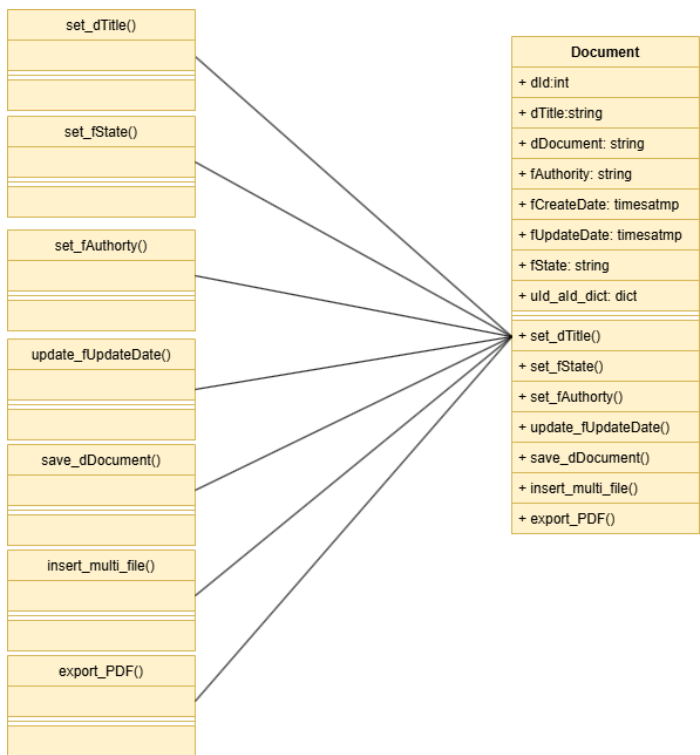 set_dTitle()
set_fState()
set_fAuthorty()
update_fUpdateDate()
save_dDocument()
insert_multi_file()
export_PDF()
Document
+ dId:int
+ dTitle:string
+ dDocument: string
+ fAuthority: string
+ fCreateDate: timesatmp
+ fUpdateDate: timesatmp
+ fState: string
+ uId_aId_dict: dict
+ set_dTitle()
+ set_fState()
+ set_fAuthorty()
+ update_fUpdateDate()
+ save_dDocument()
+ insert_multi_file()
+ export_PDF()